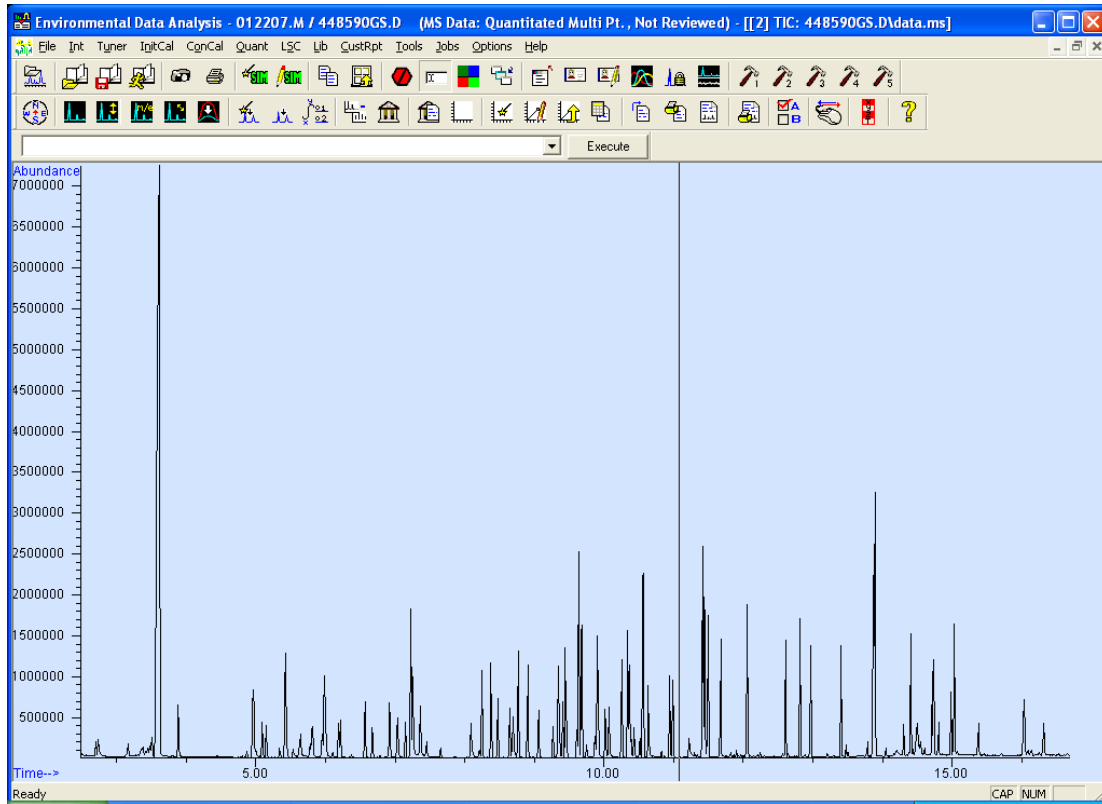 Environmental Data Analysis - 012207.M / 448590GS.D (MS Data: Quantitated Multi Pt. , Not Reviewed) - [[2] TIC: 448590GS.D\data.ms]
File Int Tuner InitCal ConCal Quant LSC Lib CustRpt Tools Jobs Options Help
Execute
Abundance
7000000
6500000
6000000
5500000
5000000
4500000
4000000
3500000
3000000
2500000
2000000
1500000
1000000
500000
Time-->
5.00 10.00 15.00
Ready CAP NUM